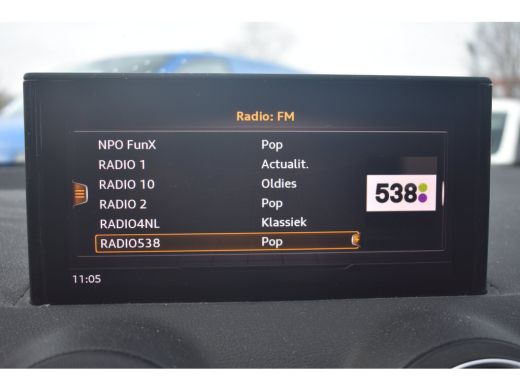 Radio: FM
NPO FunX Pop
RADIO 1 Actualit.
RADIO 10 Oldies
RADIO 2 Pop
RADIO4NL Klassiek
RADIO538 Pop
538
11:05